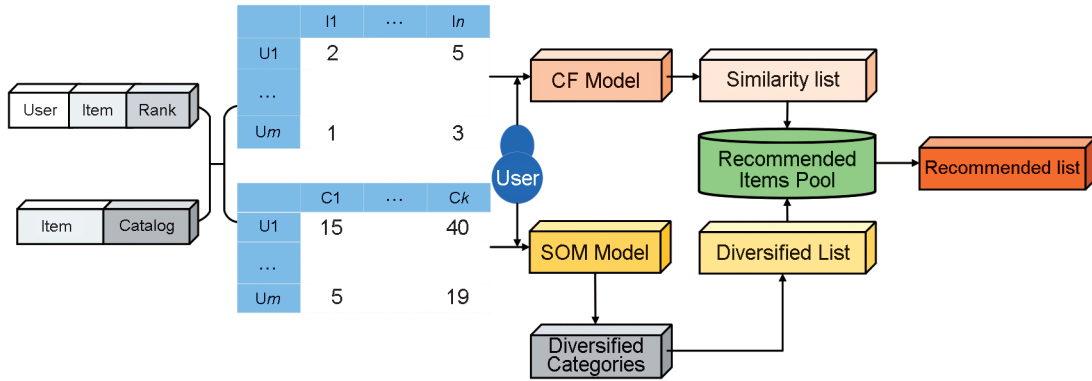 I1 … In
U1 2 5
…
Um 1 3
User Item Rank
Item Catalog
C1 … Ck
U1 15 40
…
Um 5 19
User
CF Model
Similarity list
Recommended
Items Pool
Recommended list
SOM Model
Diversified List
Diversified
Categories